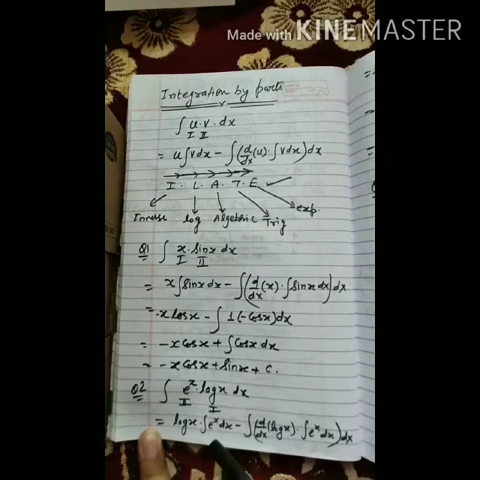 Made with KINEMASTER
Integration by parts
∫ U.V. dx
I II
= U∫Vdx - ∫(d/dx(U). ∫Vdx)dx
I. L. A. T. E
Inverse log Algebraic Trig exp.
Q1 ∫ x. sinx dx
I II
= x∫sinx dx - ∫(d/dx(x). ∫sinx dx)dx
= -x cosx - ∫ 1(-cosx)dx
= -x cosx + ∫cosx dx
= -x cosx + sinx + c.
Q2 ∫ e^x. logx dx
II I
= logx. ∫e^x dx - ∫(d/dx(logx). ∫e^x dx)dx